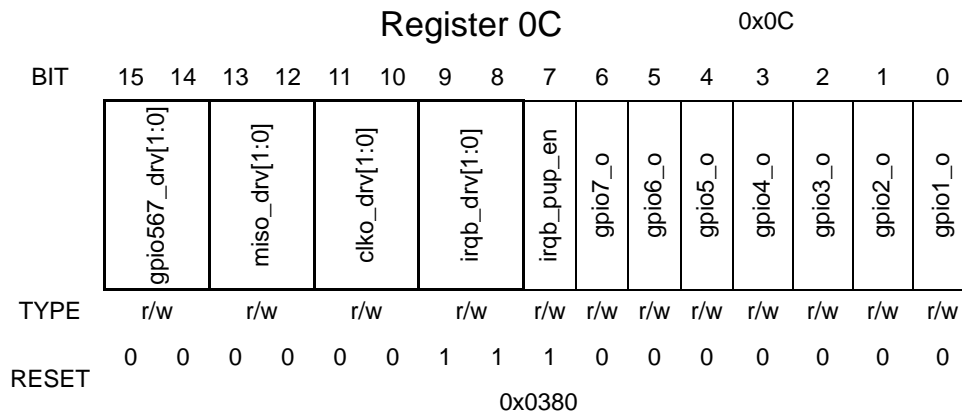 Register 0C 0x0C
BIT 15 14 13 12 11 10 9 8 7 6 5 4 3 2 1 0
gpio567_drv[1:0] miso_drv[1:0] clko_drv[1:0] irqb_drv[1:0] irqb_pup_en gpio7_o gpio6_o gpio5_o gpio4_o gpio3_o gpio2_o gpio1_o
TYPE r/w r/w r/w r/w r/w r/w r/w r/w r/w r/w r/w r/w
RESET 0 0 0 0 0 0 1 1 1 0 0 0 0 0 0 0
0x0380